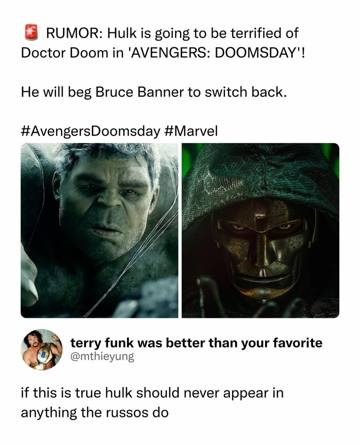 🚨 RUMOR: Hulk is going to be terrified of
Doctor Doom in 'AVENGERS: DOOMSDAY'!
He will beg Bruce Banner to switch back.
#AvengersDoomsday #Marvel
terry funk was better than your favorite
@mthieyung
if this is true hulk should never appear in
anything the russos do